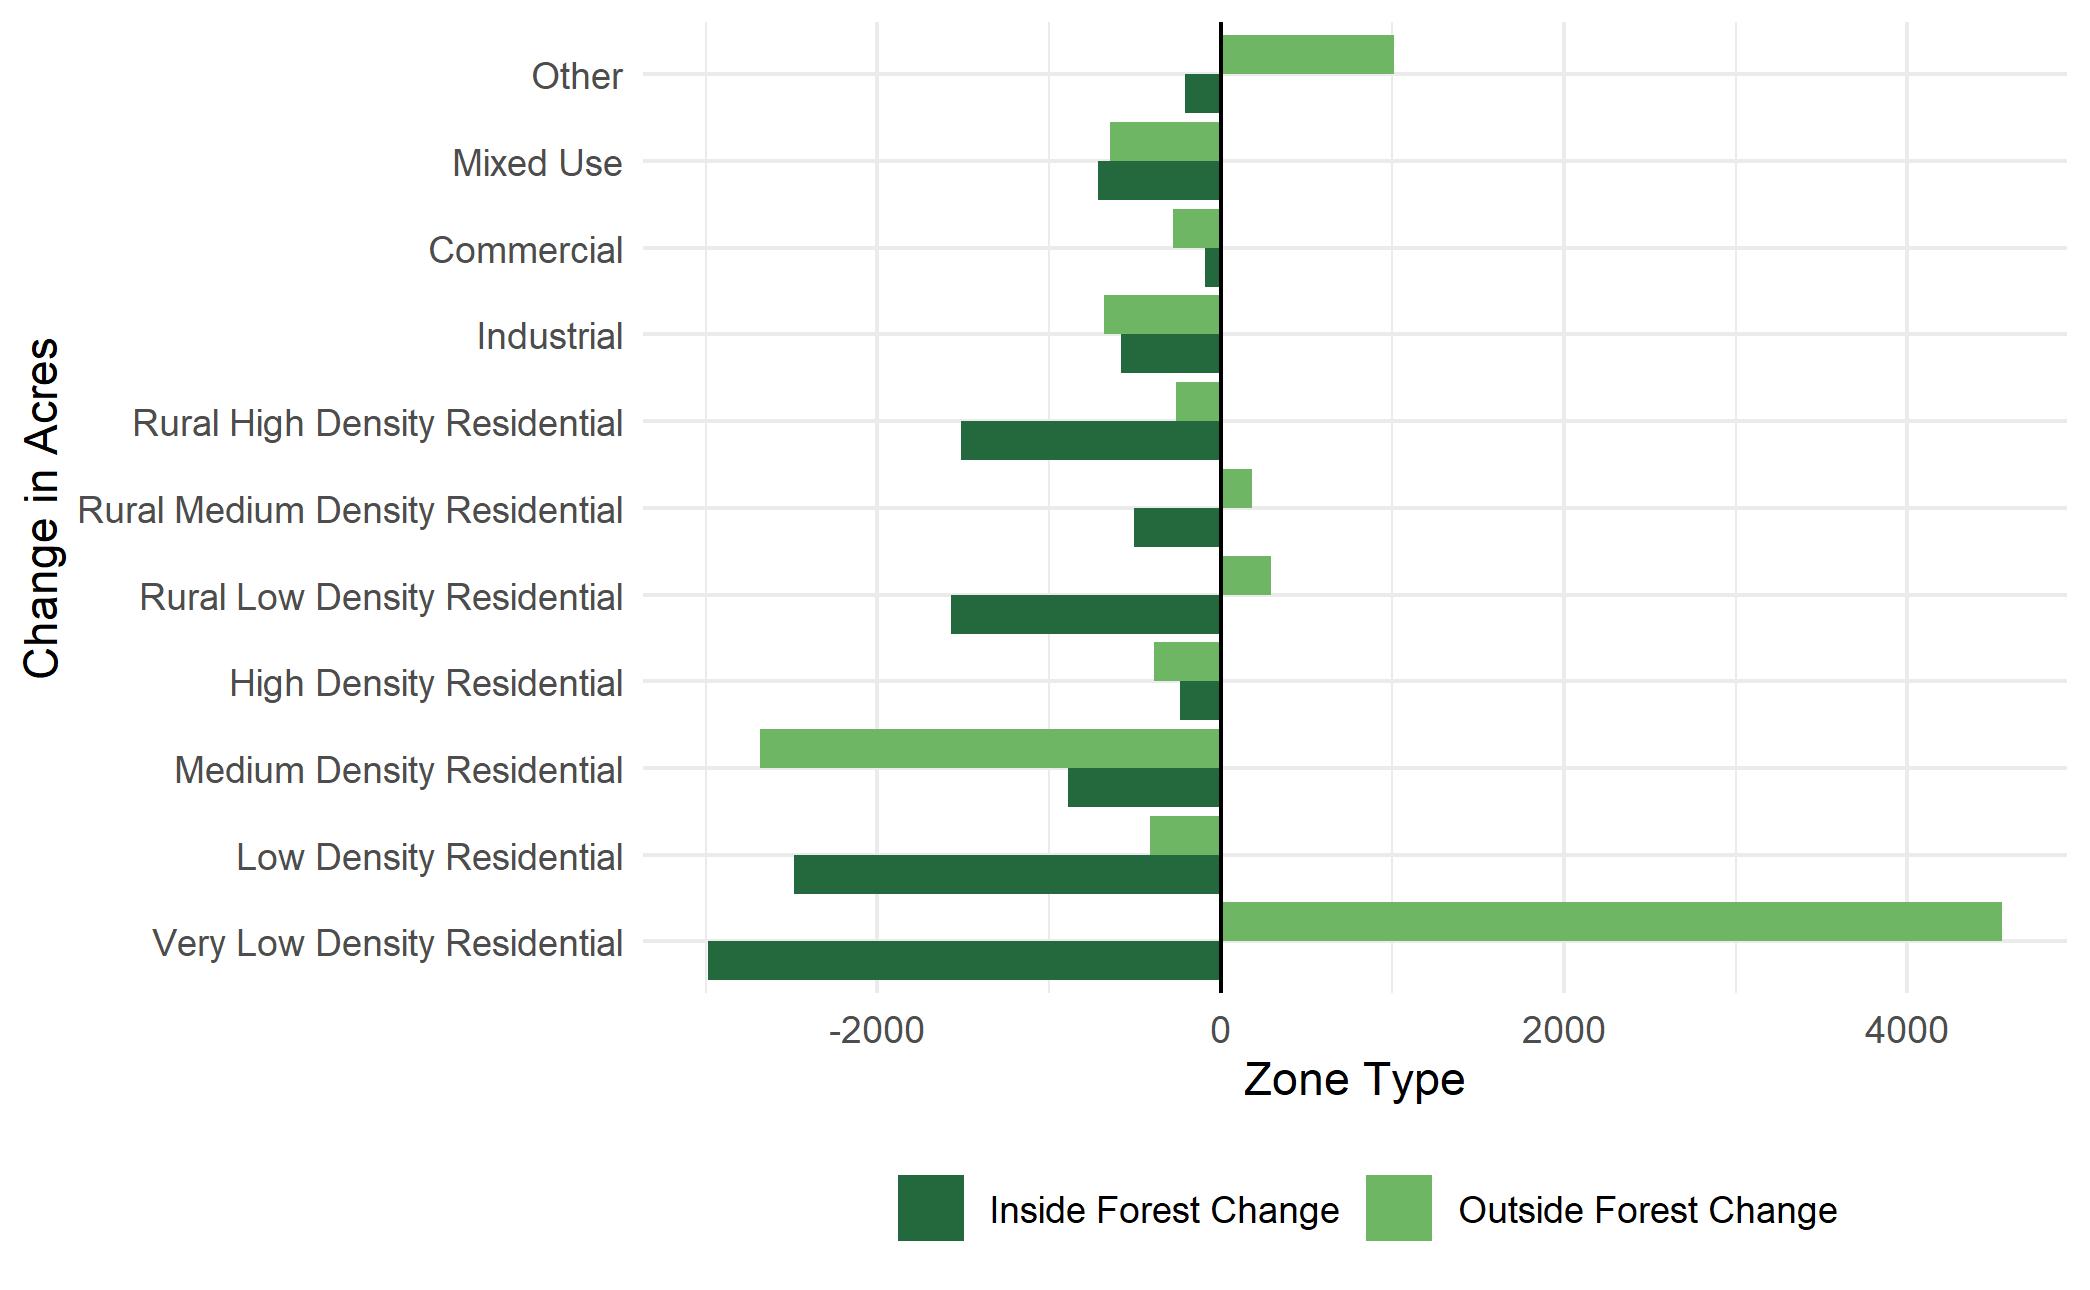 Other
Mixed Use
Commercial
Industrial
Rural High Density Residential
Rural Medium Density Residential
Rural Low Density Residential
High Density Residential
Medium Density Residential
Low Density Residential
Very Low Density Residential
Change in Acres
-2000 0 2000 4000
Zone Type
Inside Forest Change Outside Forest Change